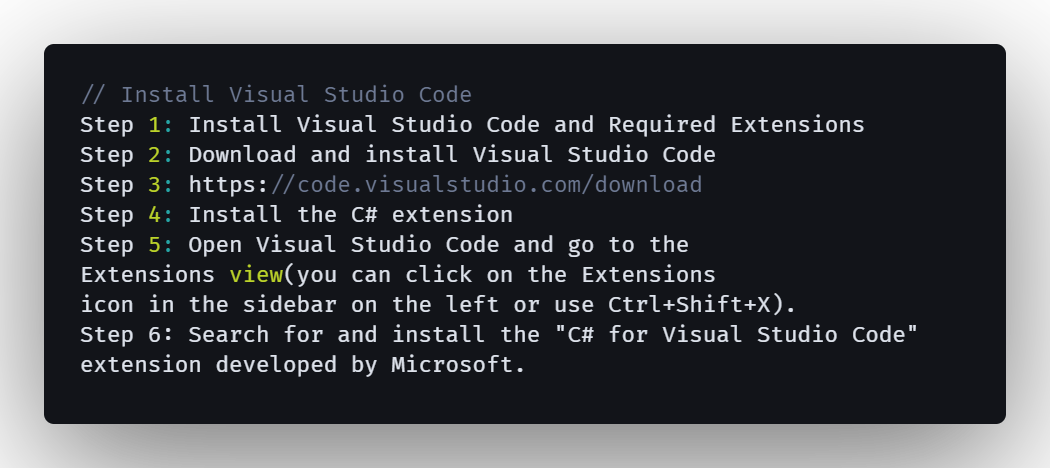 // Install Visual Studio Code
Step 1: Install Visual Studio Code and Required Extensions
Step 2: Download and install Visual Studio Code
Step 3: https://code.visualstudio.com/download
Step 4: Install the C# extension
Step 5: Open Visual Studio Code and go to the
Extensions view(you can click on the Extensions
icon in the sidebar on the left or use Ctrl+Shift+X).
Step 6: Search for and install the "C# for Visual Studio Code"
extension developed by Microsoft.